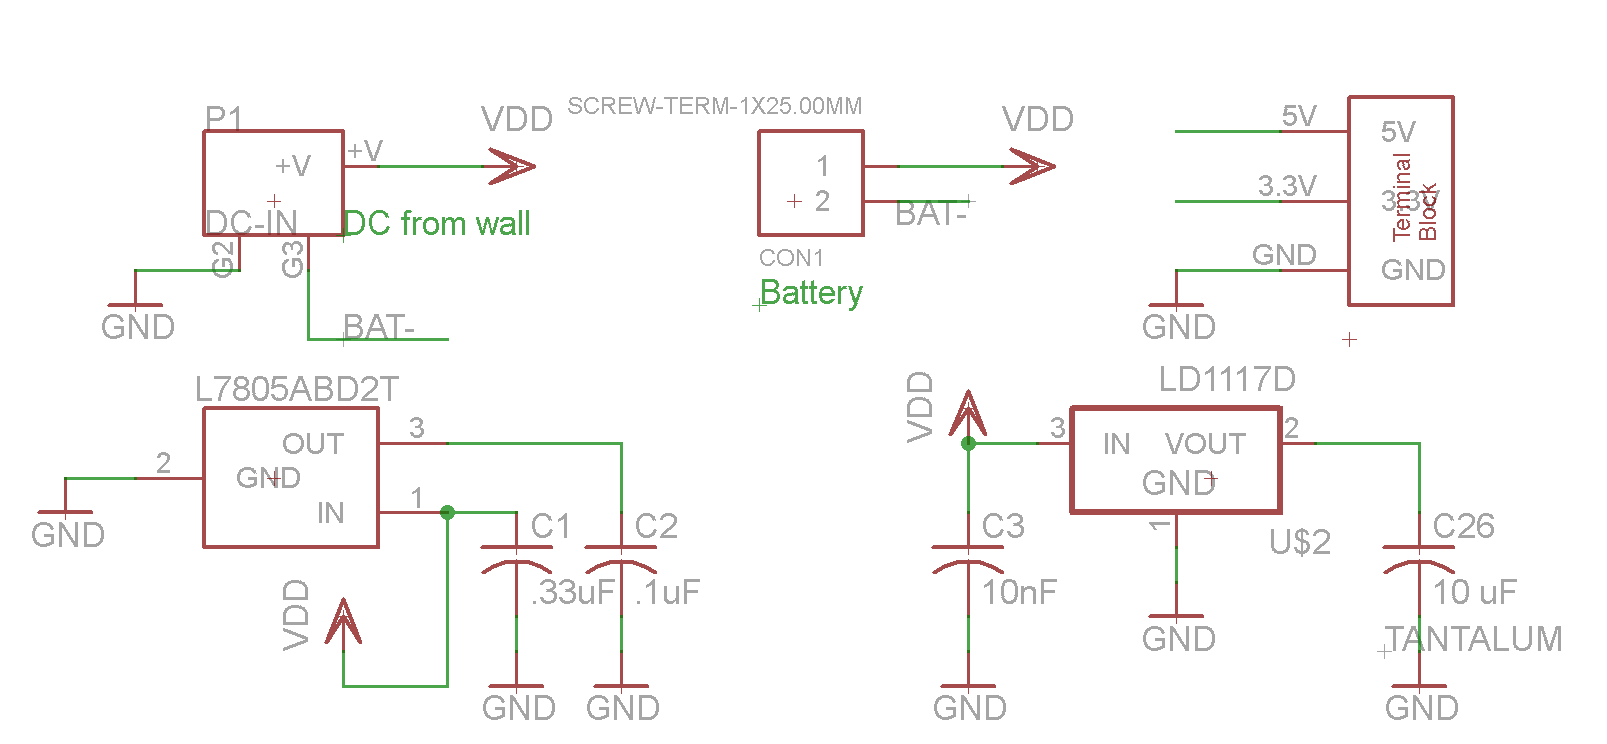 P1
+V
+V
DC-IN
G2
G3
DC from wall
VDD
GND
BAT-
SCREW-TERM-1X25.00MM
1
2
CON1
Battery
VDD
BAT-
5V
3.3V
GND
5V
3.3V
GND
Terminal
Block
GND
L7805ABD2T
OUT
GND
IN
3
2
1
GND
VDD
C1
.33uF
GND
C2
.1uF
GND
LD1117D
VDD
3
IN
VOUT
GND
2
1
U$2
GND
C3
10nF
GND
C26
10 uF
TANTALUM
GND